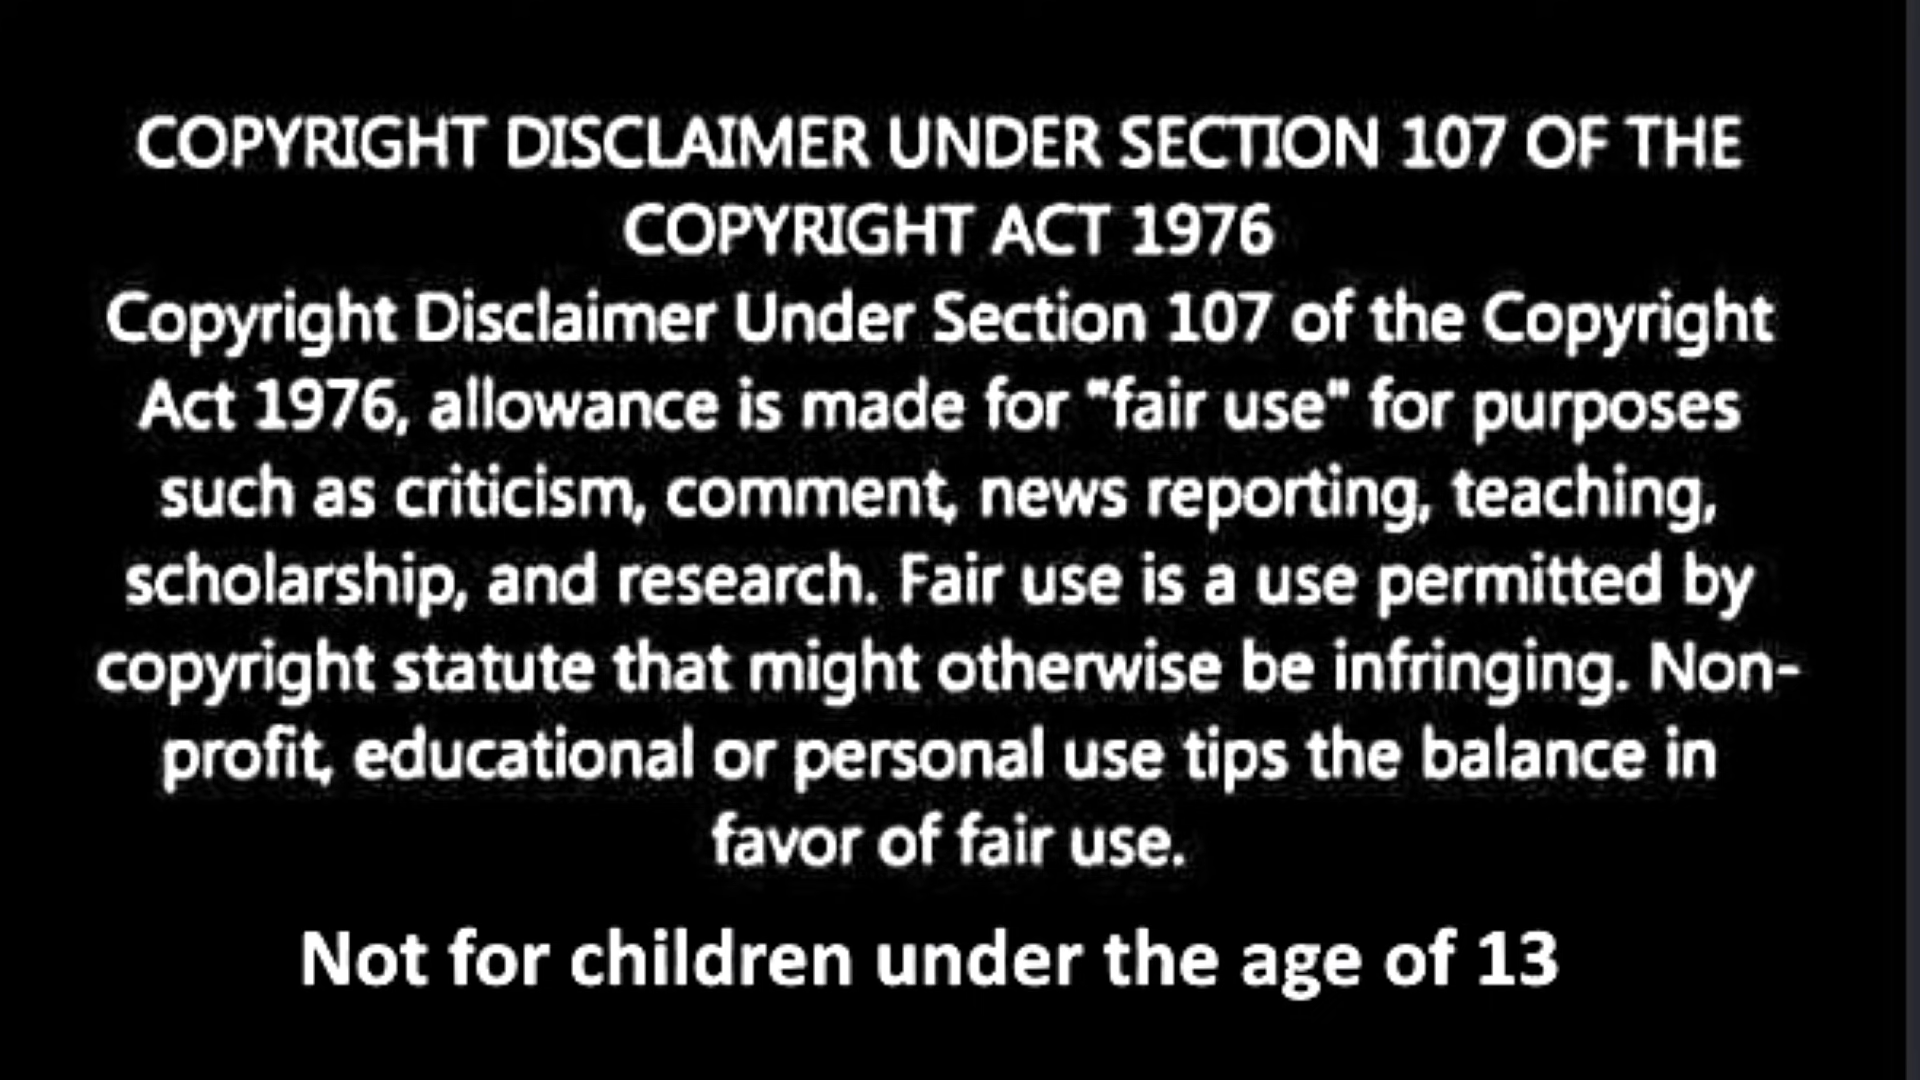 COPYRIGHT DISCLAIMER UNDER SECTION 107 OF THE
COPYRIGHT ACT 1976
Copyright Disclaimer Under Section 107 of the Copyright
Act 1976, allowance is made for "fair use" for purposes
such as criticism, comment, news reporting, teaching,
scholarship, and research. Fair use is a use permitted by
copyright statute that might otherwise be infringing. Non-
profit, educational or personal use tips the balance in
favor of fair use.
Not for children under the age of 13